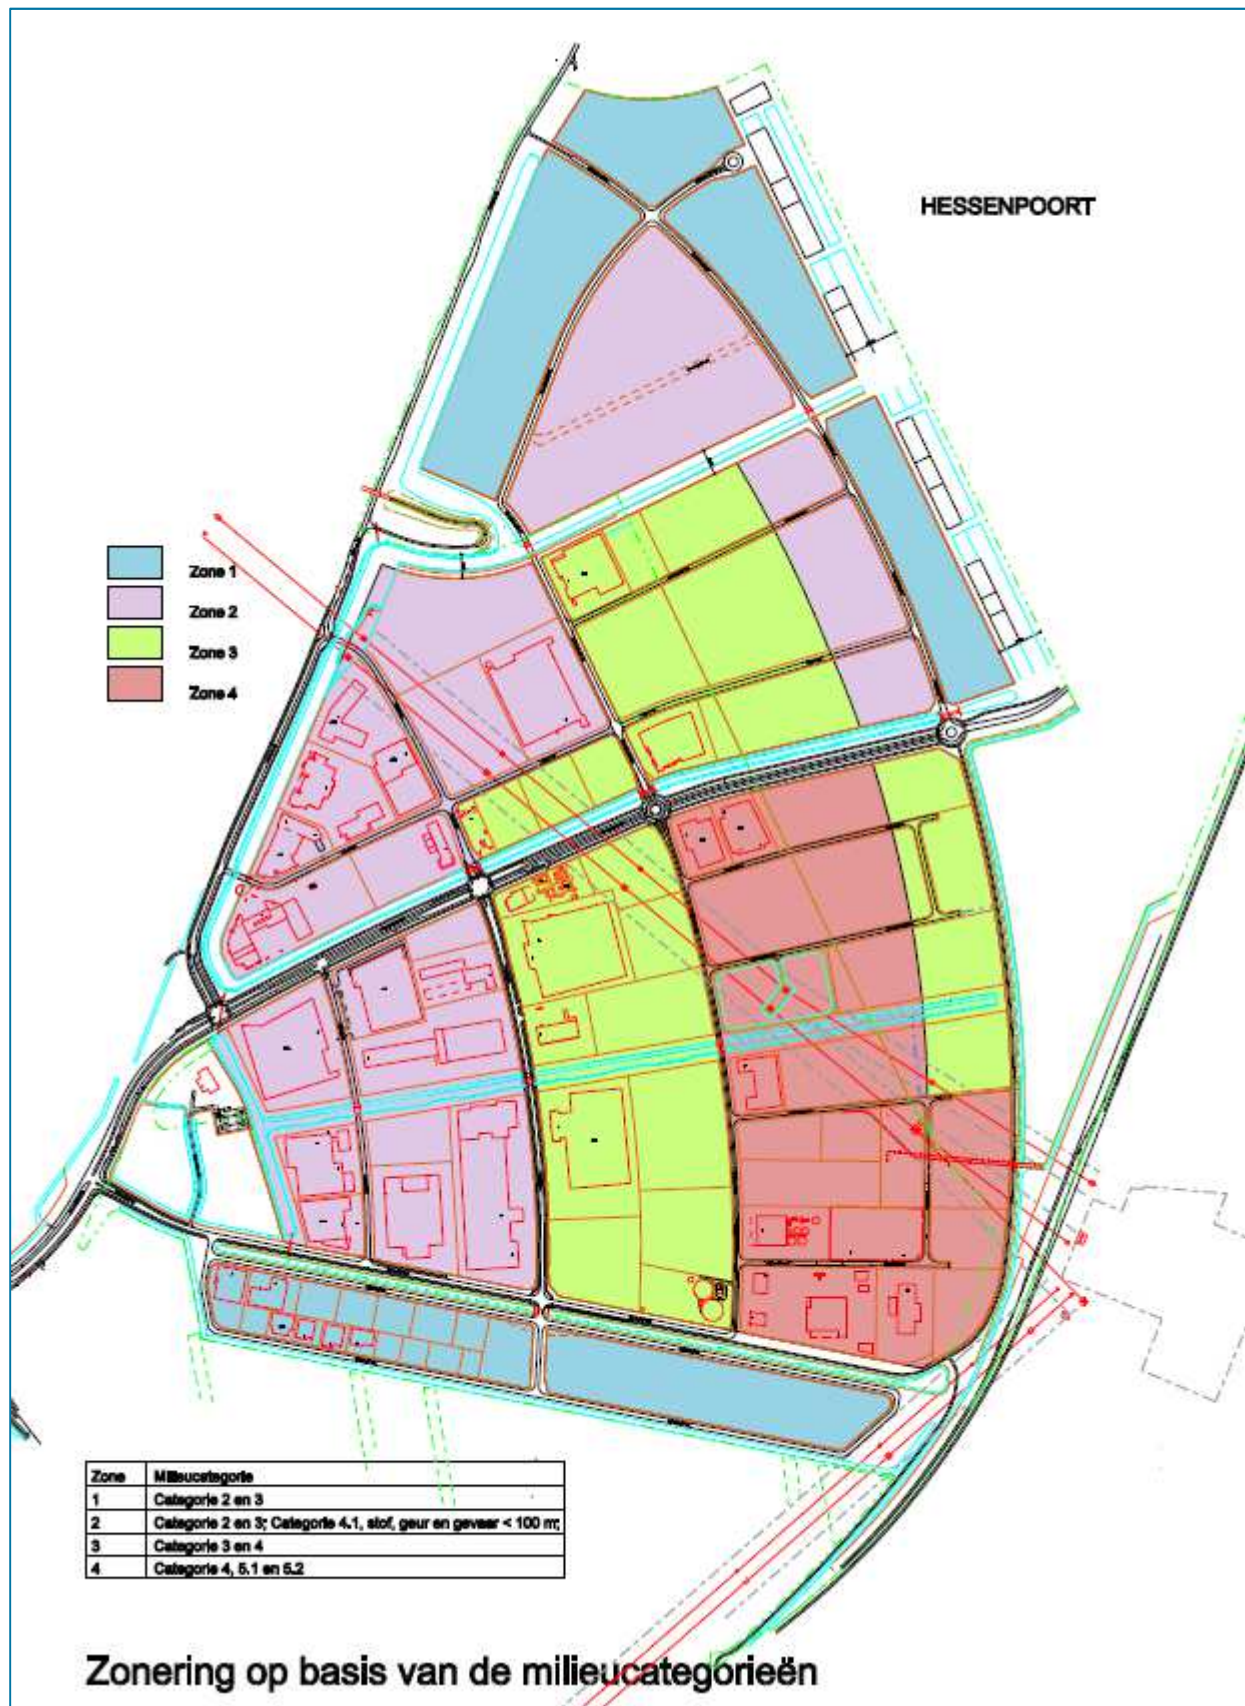 HESSENPOORT
Zone 1
Zone 2
Zone 3
Zone 4
Zone Milieucategorie
1 Categorie 2 en 3
2 Categorie 2 en 3; Categorie 4.1, stof, geur en gevaar < 100 m;
3 Categorie 3 en 4
4 Categorie 4, 5.1 en 5.2
Zonering op basis van de milieucategorieën